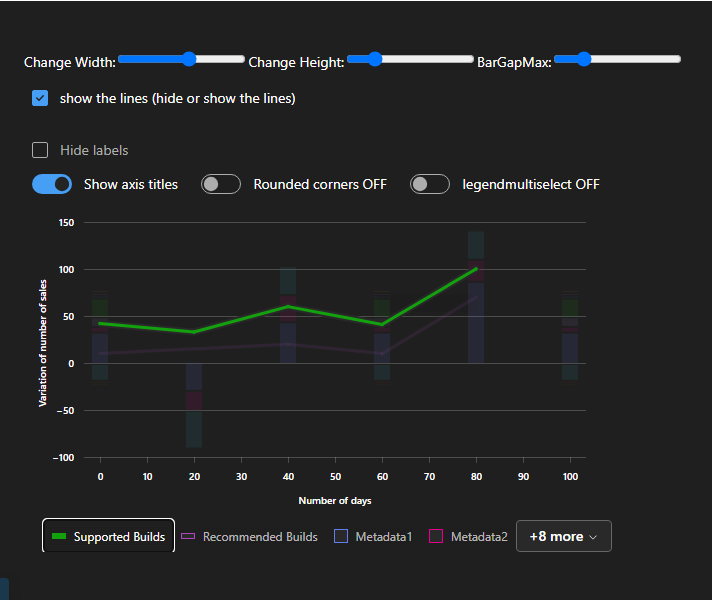 Change Width: Change Height: BarGapMax:
show the lines (hide or show the lines)
Hide labels
Show axis titles Rounded corners OFF legendmultiselect OFF
Variation of number of sales
150
100
50
0
−50
−100
0 10 20 30 40 50 60 70 80 90 100
Number of days
Supported Builds Recommended Builds Metadata1 Metadata2 +8 more